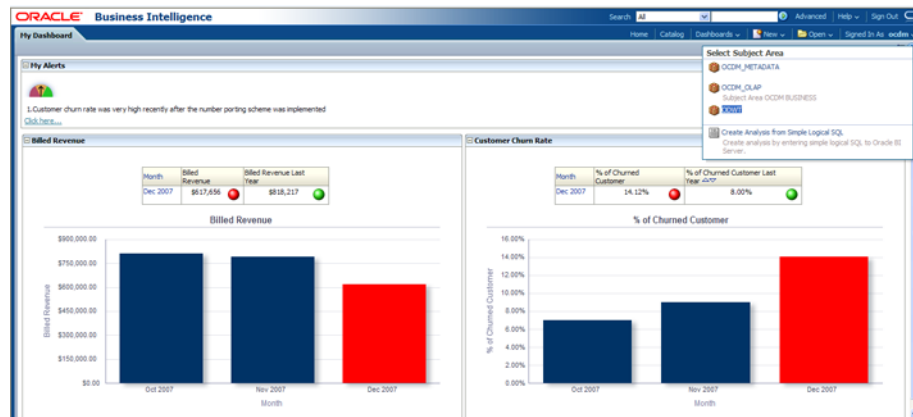 ORACLE Business Intelligence
Search All Advanced Help Sign Out
My Dashboard
Home Catalog Dashboards New Open Signed In As ocdm
Select Subject Area
OCDM_METADATA
OCDM_OLAP
Subject Area OCDM BUSINESS
Create Analysis from Simple Logical SQL
Create analysis by entering simple logical SQL to Oracle BI
Server.
My Alerts
1.Customer churn rate was very high recently after the number porting scheme was implemented
Click here...
Billed Revenue
Month Billed Revenue Billed Revenue Last Year
Dec 2007 $617,656 $818,217
Billed Revenue
$900,000.00
$750,000.00
$600,000.00
$450,000.00
$300,000.00
$150,000.00
$0.00
Billed Revenue
Oct 2007 Nov 2007 Dec 2007
Month
Customer Churn Rate
Month % of Churned Customer % of Churned Customer Last Year
Dec 2007 14.12% 8.00%
% of Churned Customer
16.00%
14.00%
12.00%
10.00%
8.00%
6.00%
4.00%
2.00%
0.00%
% of Churned Customer
Oct 2007 Nov 2007 Dec 2007
Month